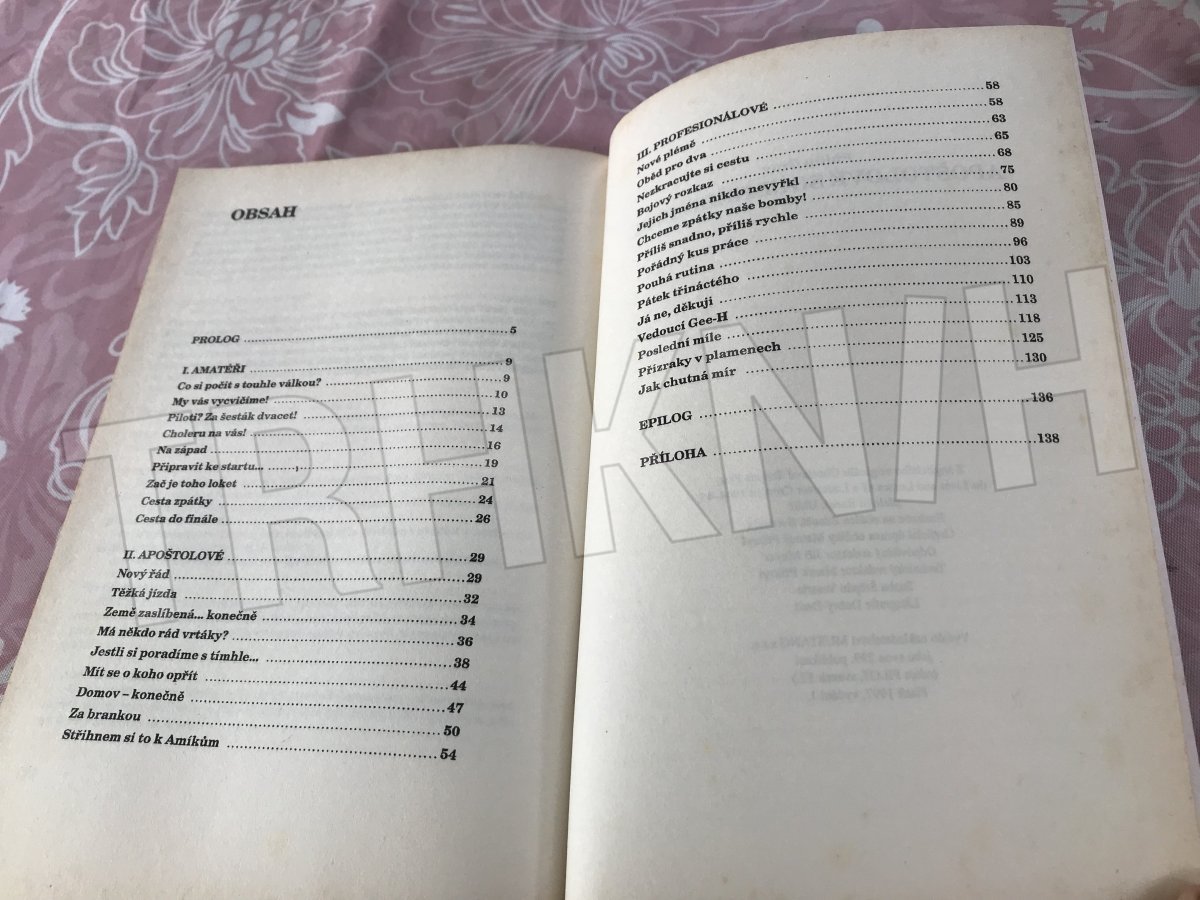 OBSAH
PROLOG ........ 5
I. AMATÉŘI ........ 9
Co si počít s touhle válkou? ........ 9
My vás vycvičíme! ........ 10
Piloti? Za šesták dvacet! ........ 13
Choleru na vás! ........ 14
Na západ ........ 16
Připravit ke startu... ........ 19
Zač je toho loket ........ 21
Cesta zpátky ........ 24
Cesta do finále ........ 26
II. APOŠTOLOVÉ ........ 29
Nový řád ........ 29
Těžká jízda ........ 32
Země zaslíbená... konečně ........ 34
Má někdo rád vrtáky? ........ 36
Jestli si poradíme s tímhle... ........ 38
Mít se o koho opřít ........ 44
Domov – konečně ........ 47
Za brankou ........ 50
Střihnem si to k Amíkům ........ 54
III. PROFESIONÁLOVÉ ........ 58
Nové plémě ........ 58
Oběd pro dva ........ 63
Nezkracujte si cestu ........ 65
Bojový rozkaz ........ 68
Jejich jména nikdo nevyřkl ........ 75
Chceme zpátky naše bomby! ........ 80
Příliš snadno, příliš rychle ........ 85
Pořádný kus práce ........ 89
Pouhá rutina ........ 96
Pátek třináctého ........ 103
Já ne, děkuji ........ 110
Vedoucí Gee-H ........ 113
Poslední míle ........ 118
Přízraky v plamenech ........ 125
Jak chutná mír ........ 130
EPILOG ........ 136
PŘÍLOHA ........ 138
TRHKNIH